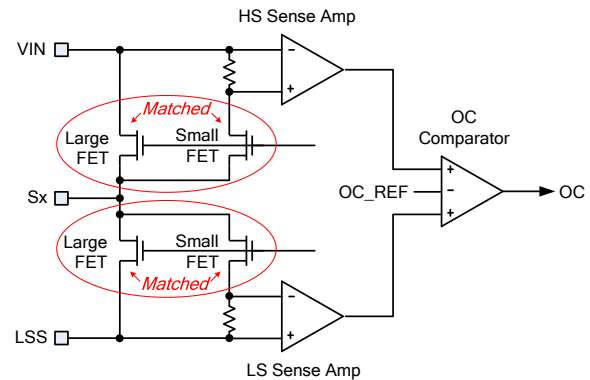 HS Sense Amp
VIN
−
+
Matched
Large
FET
Small
FET
OC
Comparator
+
−
+
OC_REF
OC
Sx
Large
FET
Small
FET
Matched
−
+
LSS
LS Sense Amp